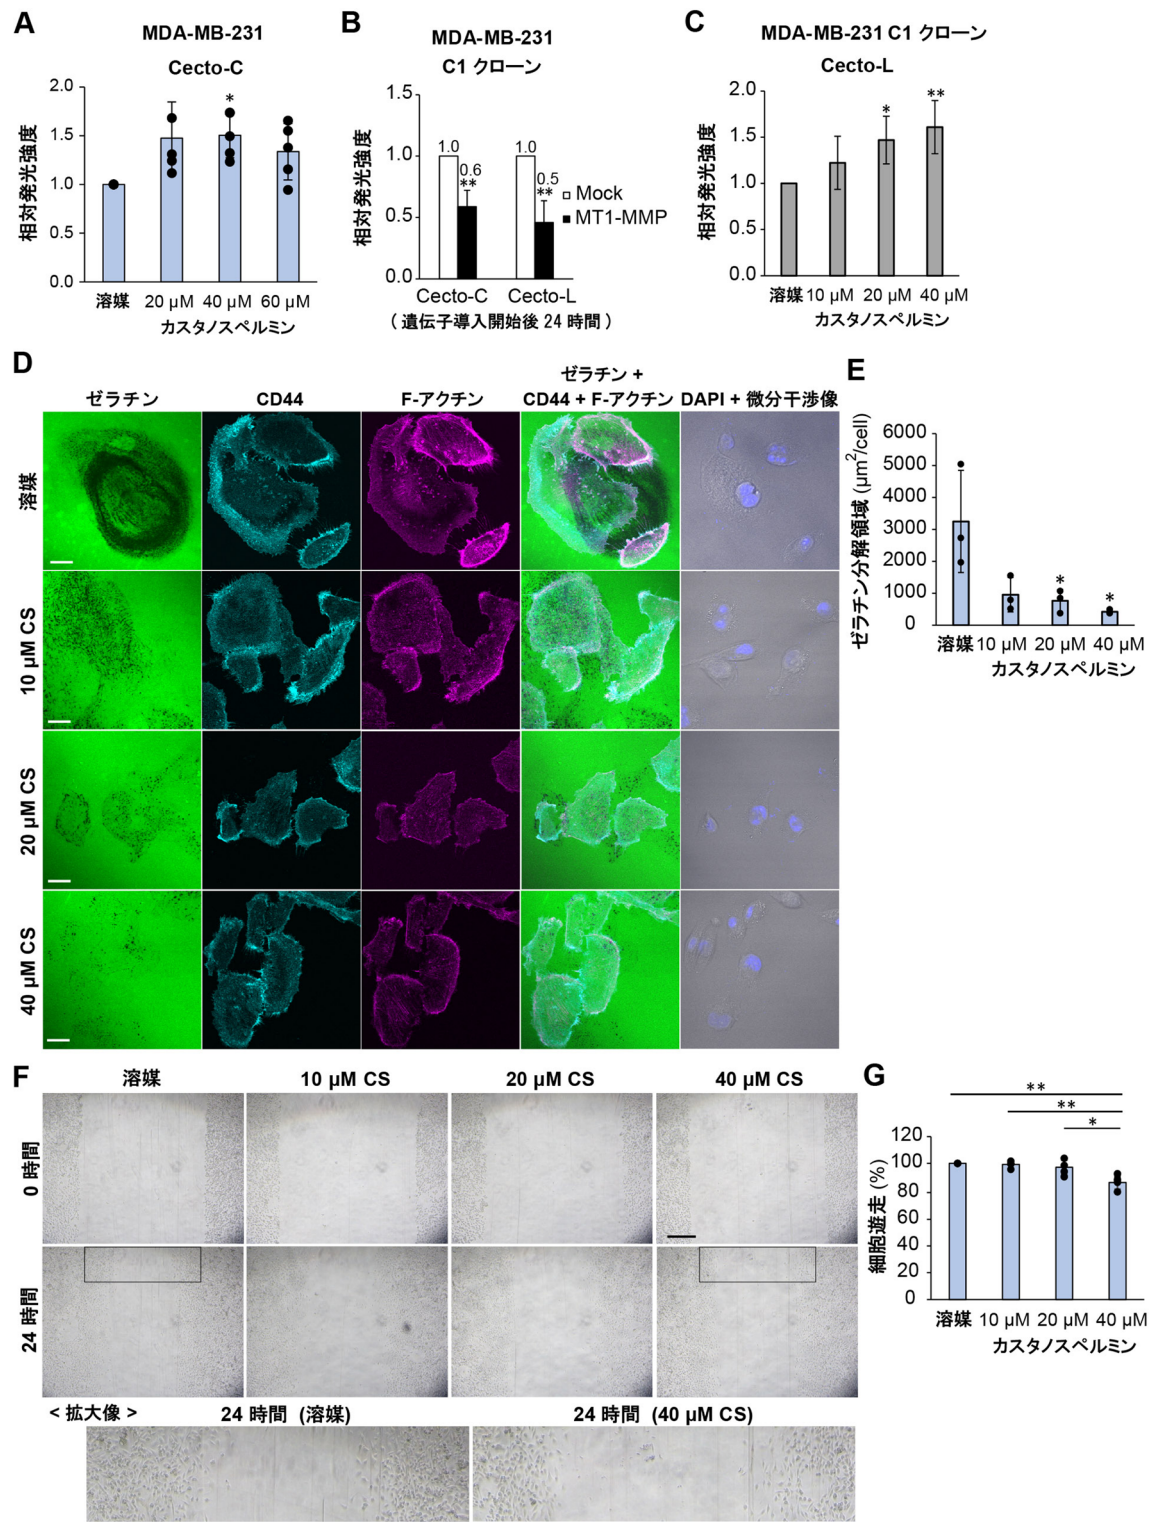 A
MDA-MB-231
Cecto-C
相対発光強度
2.0
1.5
1.0
0.5
0.0
*
溶媒 20 µM 40 µM 60 µM
カスタノスペルミン
B
MDA-MB-231
C1 クローン
相対発光強度
1.5
1.0
0.5
0.0
1.0
0.6
**
1.0
0.5
**
Mock
MT1-MMP
Cecto-C Cecto-L
( 遺伝子導入開始後 24 時間 )
C
MDA-MB-231 C1 クローン
Cecto-L
相対発光強度
2.0
1.5
1.0
0.5
0.0
*
**
溶媒 10 µM 20 µM 40 µM
カスタノスペルミン
D
ゼラチン
CD44
F-アクチン
ゼラチン +
CD44 + F-アクチン
DAPI + 微分干渉像
溶媒
10 µM CS
20 µM CS
40 µM CS
E
ゼラチン分解領域 (µm2/cell)
6000
5000
4000
3000
2000
1000
0
*
*
溶媒 10 µM 20 µM 40 µM
カスタノスペルミン
F
溶媒
10 µM CS
20 µM CS
40 µM CS
0 時間
24 時間
< 拡大像 >
24 時間 (溶媒)
24 時間 (40 µM CS)
G
**
**
*
細胞遊走 (%)
120
100
80
60
40
20
0
溶媒 10 µM 20 µM 40 µM
カスタノスペルミン